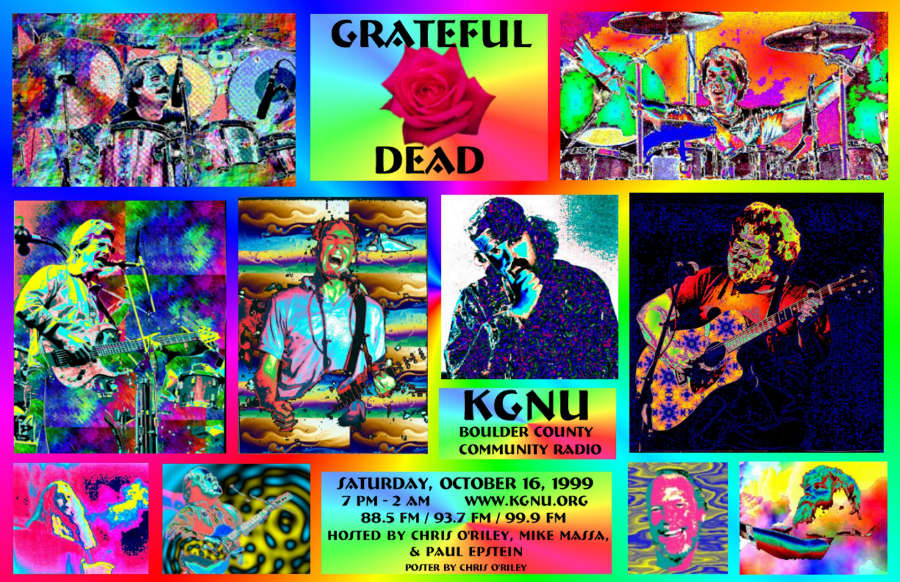 GRATEFUL
DEAD
KGNU
BOULDER COUNTY
COMMUNITY RADIO
SATURDAY, OCTOBER 16, 1999
7 PM - 2 AM WWW.KGNU.ORG
88.5 FM / 93.7 FM / 99.9 FM
HOSTED BY CHRIS O'RILEY, MIKE MASSA,
& PAUL EPSTEIN
POSTER BY CHRIS O'RILEY